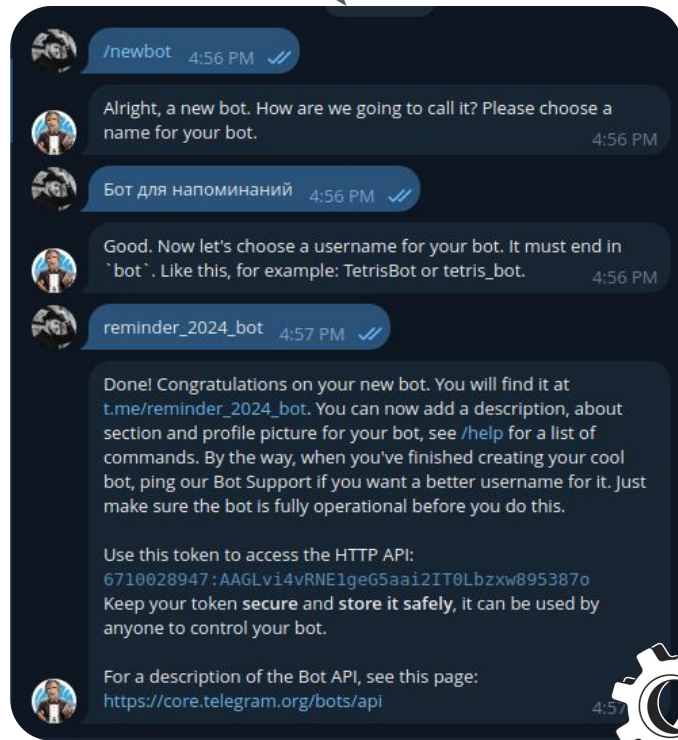 /newbot 4:56 PM
Alright, a new bot. How are we going to call it? Please choose a
name for your bot. 4:56 PM
Бот для напоминаний 4:56 PM
Good. Now let's choose a username for your bot. It must end in
`bot`. Like this, for example: TetrisBot or tetris_bot. 4:56 PM
reminder_2024_bot 4:57 PM
Done! Congratulations on your new bot. You will find it at
t.me/reminder_2024_bot. You can now add a description, about
section and profile picture for your bot, see /help for a list of
commands. By the way, when you've finished creating your cool
bot, ping our Bot Support if you want a better username for it. Just
make sure the bot is fully operational before you do this.
Use this token to access the HTTP API:
6710028947:AAGLvi4vRNE1geG5aai2IT0Lbzxw895387o
Keep your token secure and store it safely, it can be used by
anyone to control your bot.
For a description of the Bot API, see this page:
https://core.telegram.org/bots/api